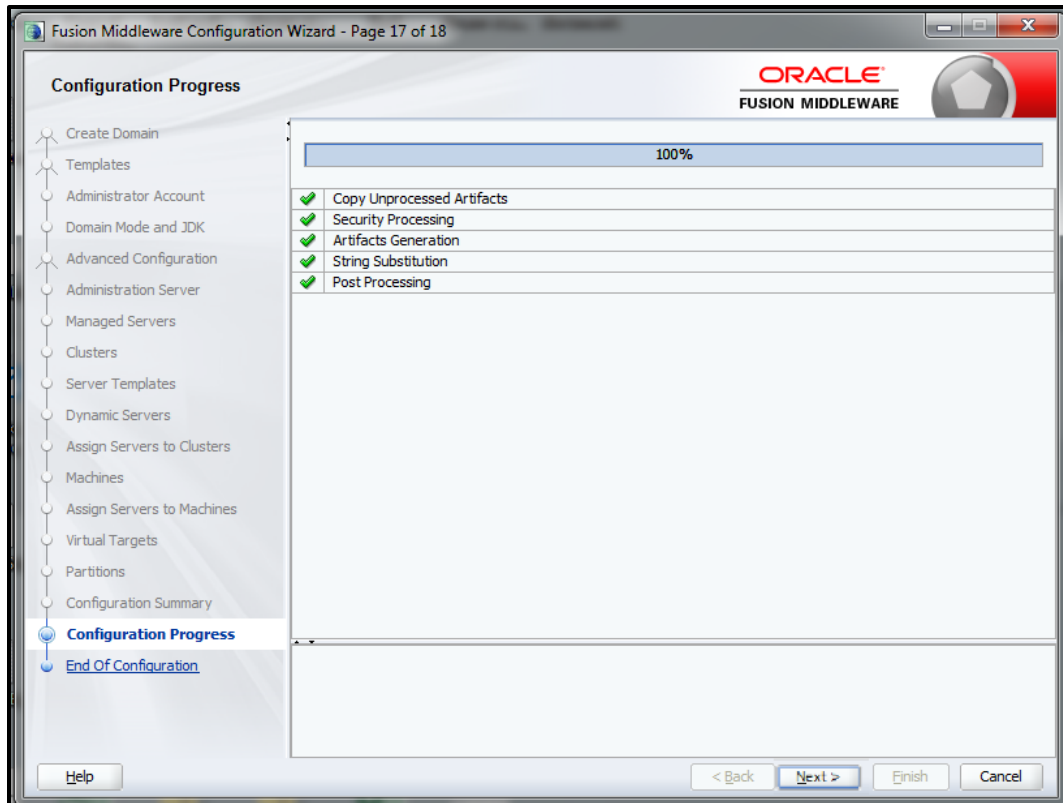 Fusion Middleware Configuration Wizard - Page 17 of 18
Configuration Progress
ORACLE
FUSION MIDDLEWARE
Create Domain
Templates
Administrator Account
Domain Mode and JDK
Advanced Configuration
Administration Server
Managed Servers
Clusters
Server Templates
Dynamic Servers
Assign Servers to Clusters
Machines
Assign Servers to Machines
Virtual Targets
Partitions
Configuration Summary
Configuration Progress
End Of Configuration
100%
Copy Unprocessed Artifacts
Security Processing
Artifacts Generation
String Substitution
Post Processing
Help
< Back
Next >
Finish
Cancel